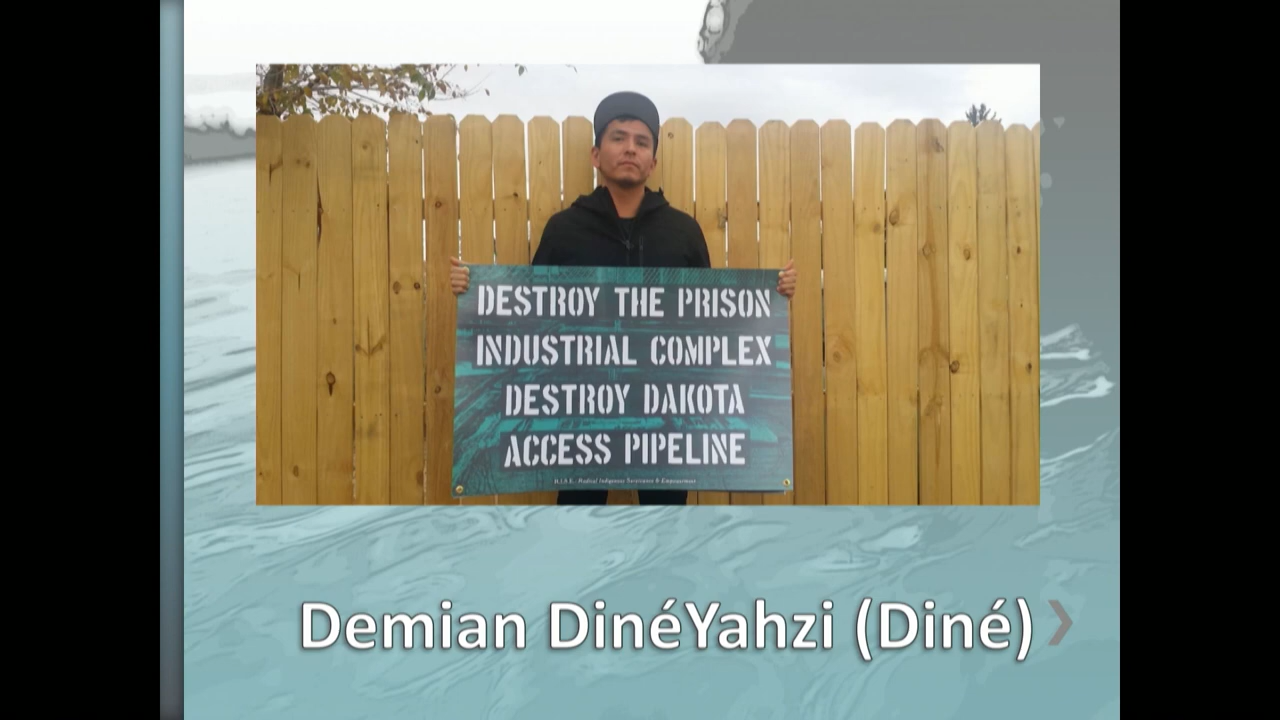 DESTROY THE PRISON
INDUSTRIAL COMPLEX
DESTROY DAKOTA
ACCESS PIPELINE
R.I.S.E.: Radical Indigenous Survivance & Empowerment
Demian DinéYahzi (Diné)